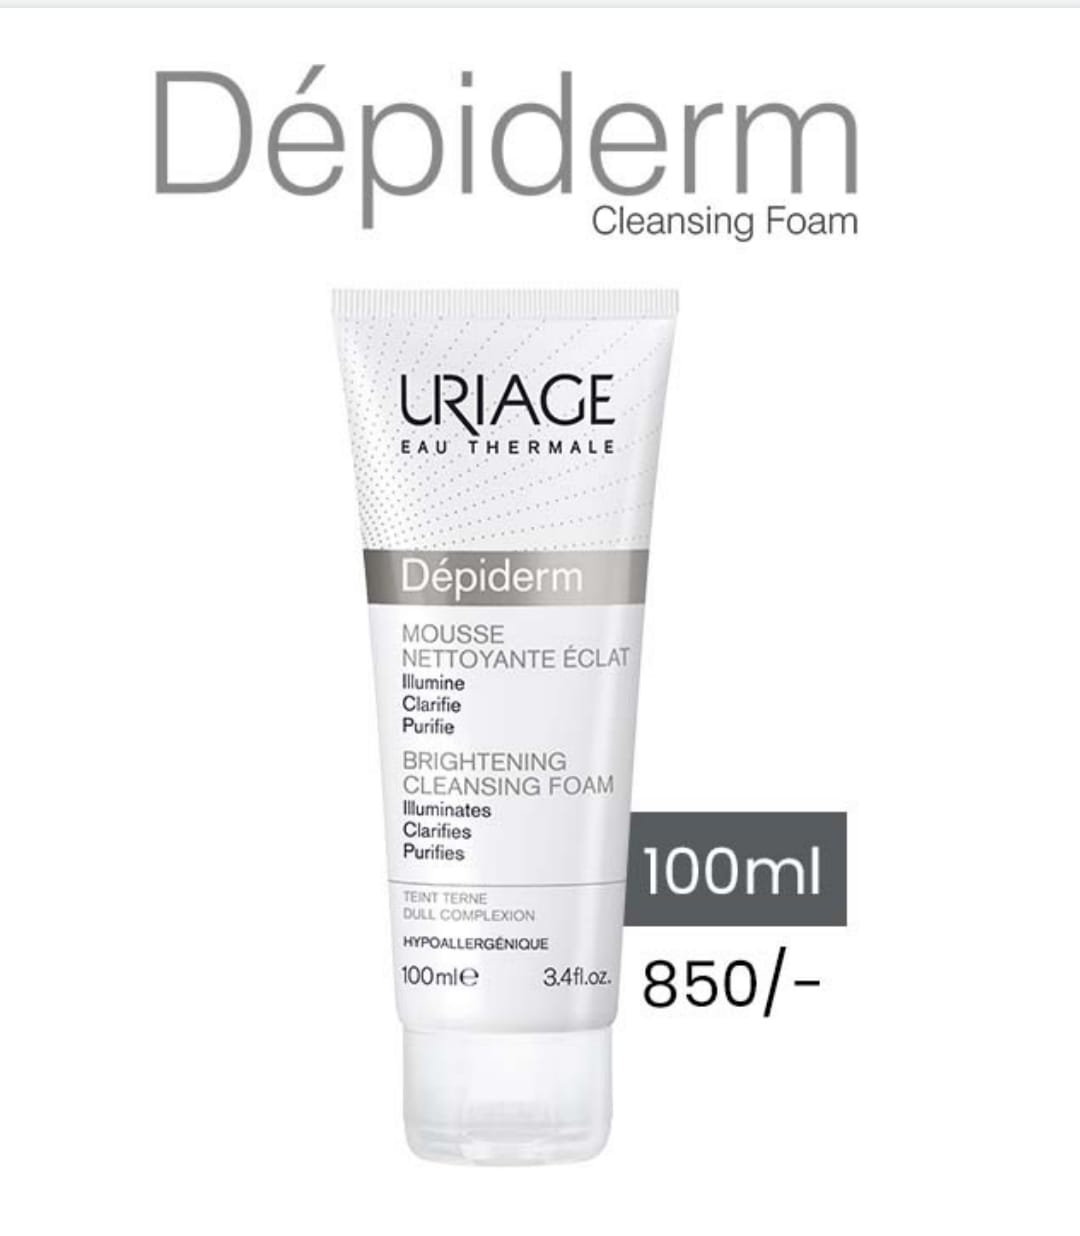 Dépiderm
Cleansing Foam
URIAGE
EAU THERMALE
Dépiderm
MOUSSE
NETTOYANTE ÉCLAT
Illumine
Clarifie
Purifie
BRIGHTENING
CLEANSING FOAM
Illuminates
Clarifies
Purifies
TEINT TERNE
DULL COMPLEXION
HYPOALLERGÉNIQUE
100ml℮ 3.4fl.oz.
100ml
850/-